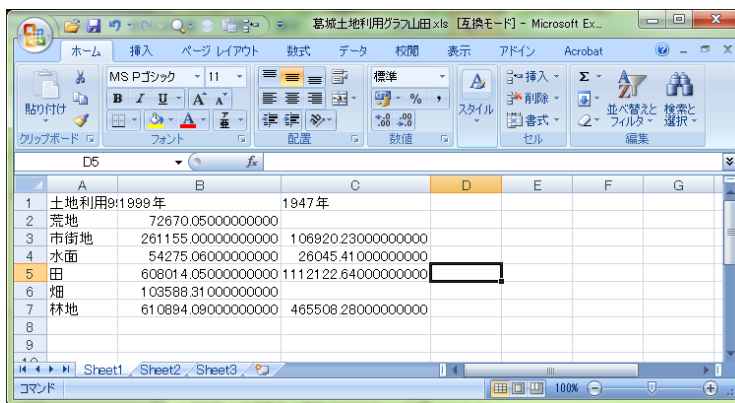 葛城土地利用グラフ山田.xls [互換モード] - Microsoft Ex...
ホーム 挿入 ページ レイアウト 数式 データ 校閲 表示 アドイン Acrobat
貼り付け
クリップボード
MS Pゴシック 11
B I U A A
A 亜
フォント
配置
標準
% ,
数値
スタイル
挿入
削除
書式
セル
Σ
並べ替えと フィルタ
検索と 選択
編集
D5 fx
A B C D E F G
1 土地利用9 1999年 1947年
2 荒地 72670.05000000000
3 市街地 261155.00000000000 106920.23000000000
4 水面 54275.06000000000 26045.41000000000
5 田 608014.05000000000 1112122.64000000000
6 畑 103588.31000000000
7 林地 610894.09000000000 465508.28000000000
8
9
Sheet1 Sheet2 Sheet3
コマンド 100%